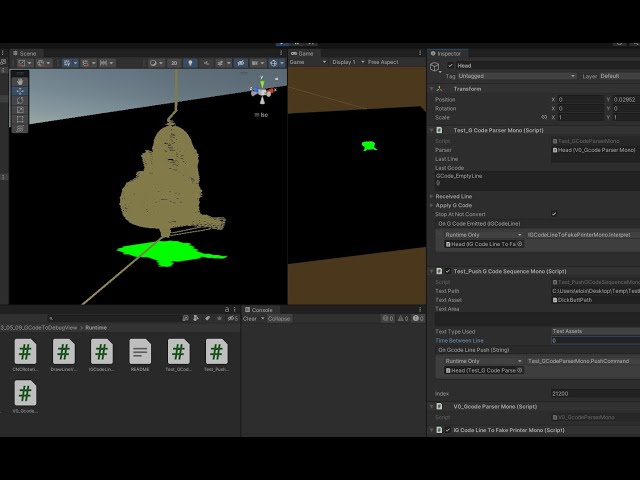 Scene
Game
Inspector
Game
Display 1
Free Aspect
2D
Iso
Head
Tag Untagged
Layer Default
Transform
Position X 0 Y 0.02952
Rotation X 0 Y 0
Scale X 1 Y 1
Test_G Code Parser Mono (Script)
Script Test_GCodeParserMono
Parser Head (V0_Gcode Parser Mono)
Last Line
Last Gcode
GCode_EmptyLine
{}
Received Line
Apply G Code
Stop At Not Convert
On G Code Emitted (IGCodeLine)
Runtime Only IGCodeLineToFakePrinterMono.Interpret
Head (IG Code Line To Fa
Test_Push G Code Sequence Mono (Script)
Script Test_PushGCodeSequenceMono
Text Path
Text Asset DickButtPath
Text Area
Text Type Used Text Assets
Time Between Line 0
On Gcode Line Push (String)
Runtime Only Test_GCodeParserMono.PushCommand
Head (Test_G Code Parse
Index 21200
V0_Gcode Parser Mono (Script)
Script V0_GcodeParserMono
IG Code Line To Fake Printer Mono (Script)
3_05_09_GCodeToDebugView > Runtime
CNCRotati...
DrawLineV...
IGCodeLin...
README
Test_GCod...
Test_Push...
V0_Gcode...
Console
Clear
Collapse
0
0
0